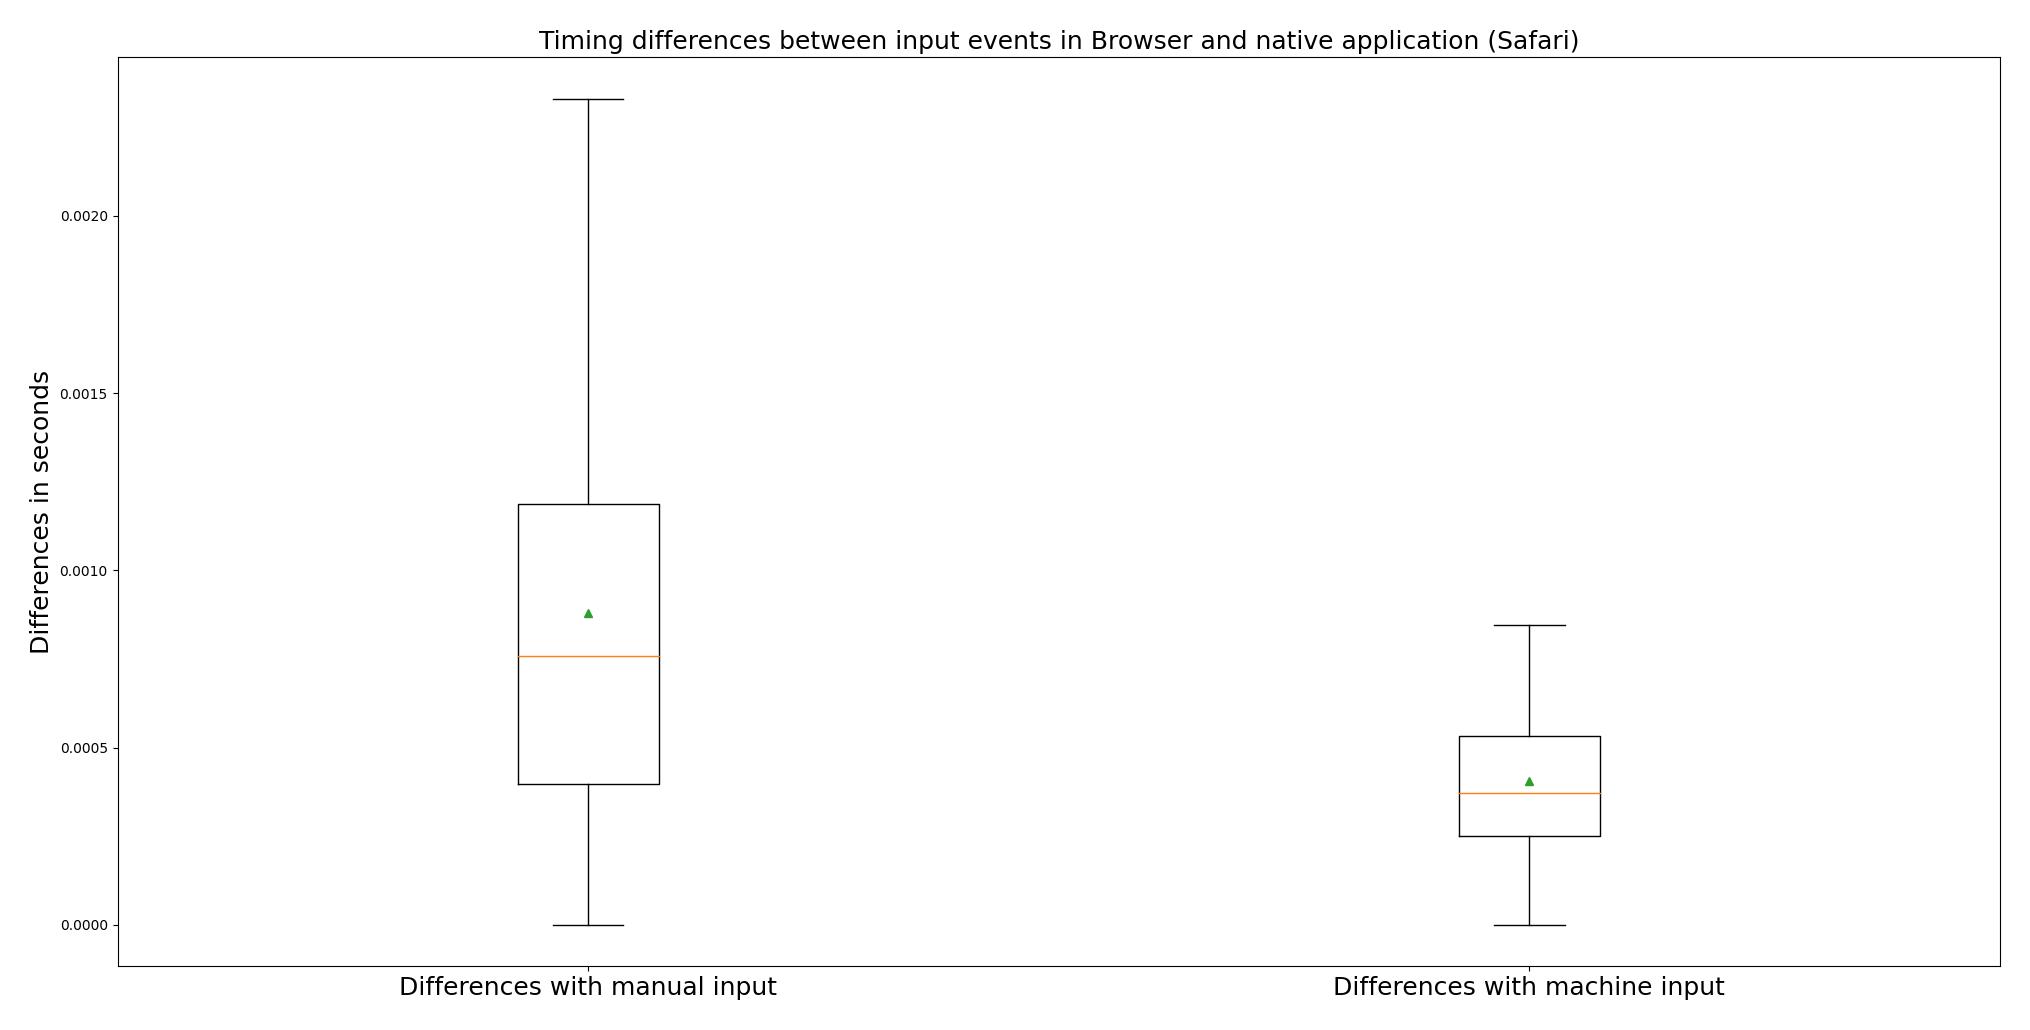 Timing differences between input events in Browser and native application (Safari)
Differences in seconds
0.0020
0.0015
0.0010
0.0005
0.0000
Differences with manual input
Differences with machine input